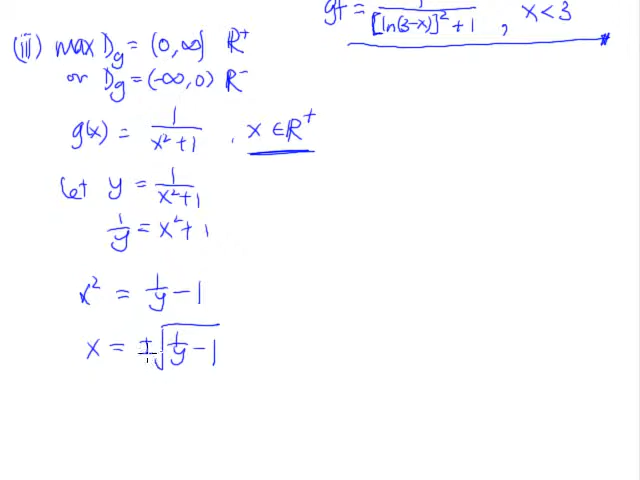 gf = 1/([ln(3-x)]² + 1) , x < 3
(iii) max D_g = (0, ∞) R⁺
or D_g = (-∞, 0) R⁻
g(x) = 1/(x² + 1) , x ∈ R⁺
Let y = 1/(x² + 1)
1/y = x² + 1
x² = 1/y - 1
x = ±√(1/y - 1)